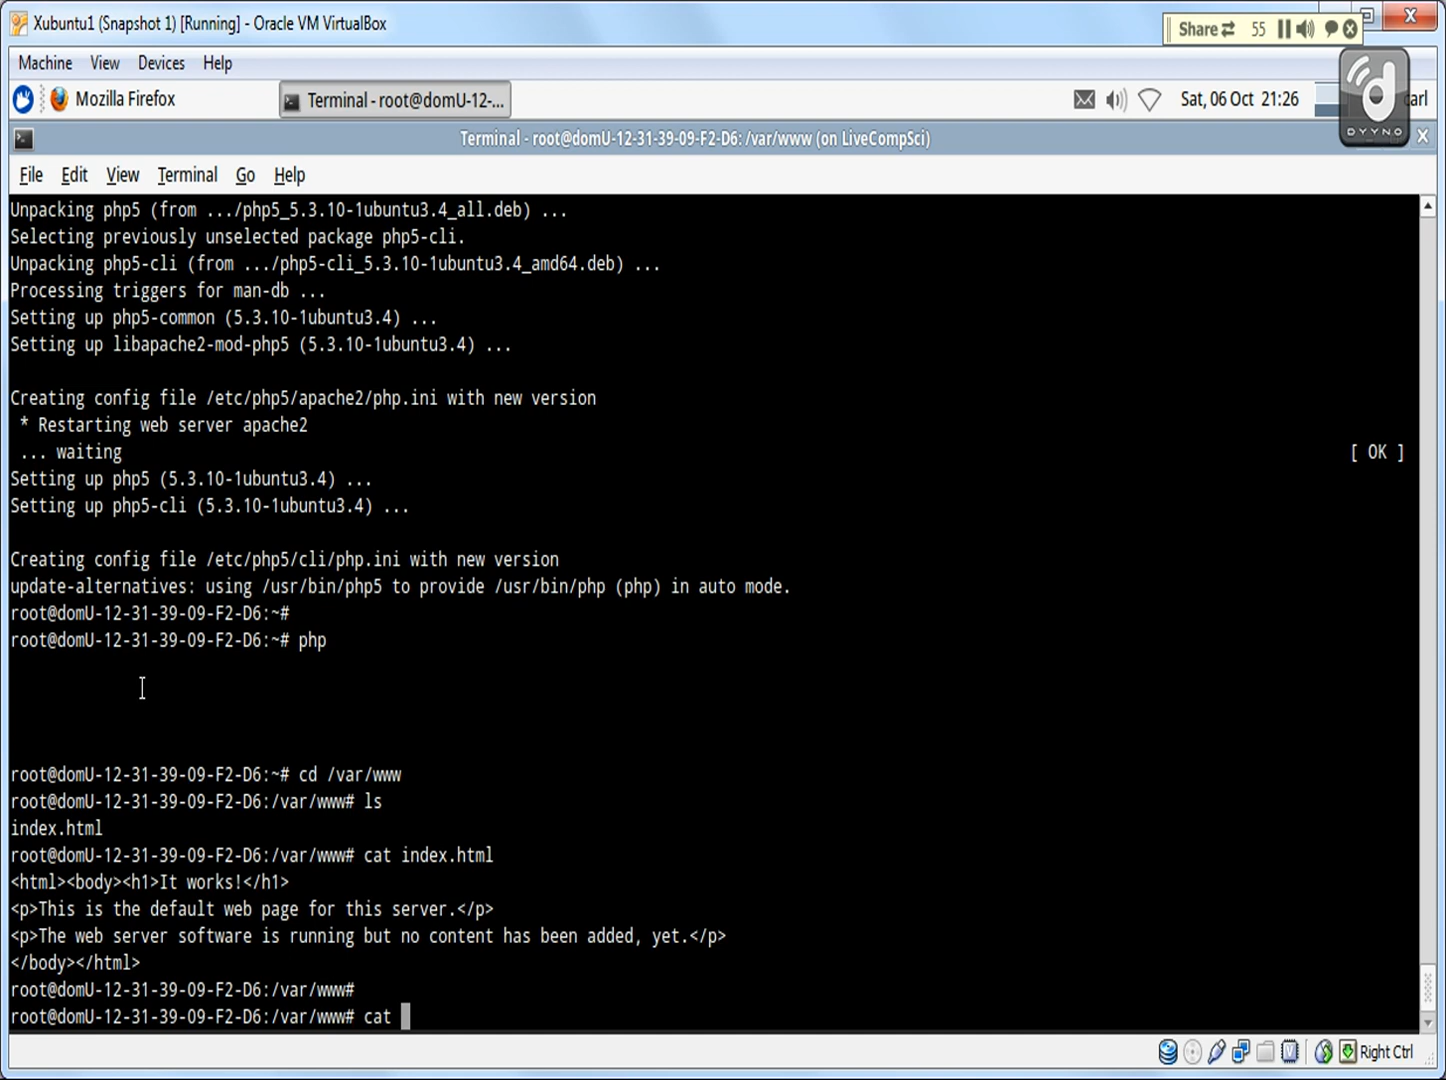 Xubuntu1 (Snapshot 1) [Running] - Oracle VM VirtualBox
Share 55
Machine View Devices Help
Mozilla Firefox
Terminal - root@domU-12-...
Sat, 06 Oct 21:26
arl
DYYNO
Terminal - root@domU-12-31-39-09-F2-D6: /var/www (on LiveCompSci)
File Edit View Terminal Go Help
Unpacking php5 (from .../php5_5.3.10-1ubuntu3.4_all.deb) ...
Selecting previously unselected package php5-cli.
Unpacking php5-cli (from .../php5-cli_5.3.10-1ubuntu3.4_amd64.deb) ...
Processing triggers for man-db ...
Setting up php5-common (5.3.10-1ubuntu3.4) ...
Setting up libapache2-mod-php5 (5.3.10-1ubuntu3.4) ...
Creating config file /etc/php5/apache2/php.ini with new version
* Restarting web server apache2
... waiting [ OK ]
Setting up php5 (5.3.10-1ubuntu3.4) ...
Setting up php5-cli (5.3.10-1ubuntu3.4) ...
Creating config file /etc/php5/cli/php.ini with new version
update-alternatives: using /usr/bin/php5 to provide /usr/bin/php (php) in auto mode.
root@domU-12-31-39-09-F2-D6:~#
root@domU-12-31-39-09-F2-D6:~# php
root@domU-12-31-39-09-F2-D6:~# cd /var/www
root@domU-12-31-39-09-F2-D6:/var/www# ls
index.html
root@domU-12-31-39-09-F2-D6:/var/www# cat index.html
<html><body><h1>It works!</h1>
<p>This is the default web page for this server.</p>
<p>The web server software is running but no content has been added, yet.</p>
</body></html>
root@domU-12-31-39-09-F2-D6:/var/www#
root@domU-12-31-39-09-F2-D6:/var/www# cat
Right Ctrl